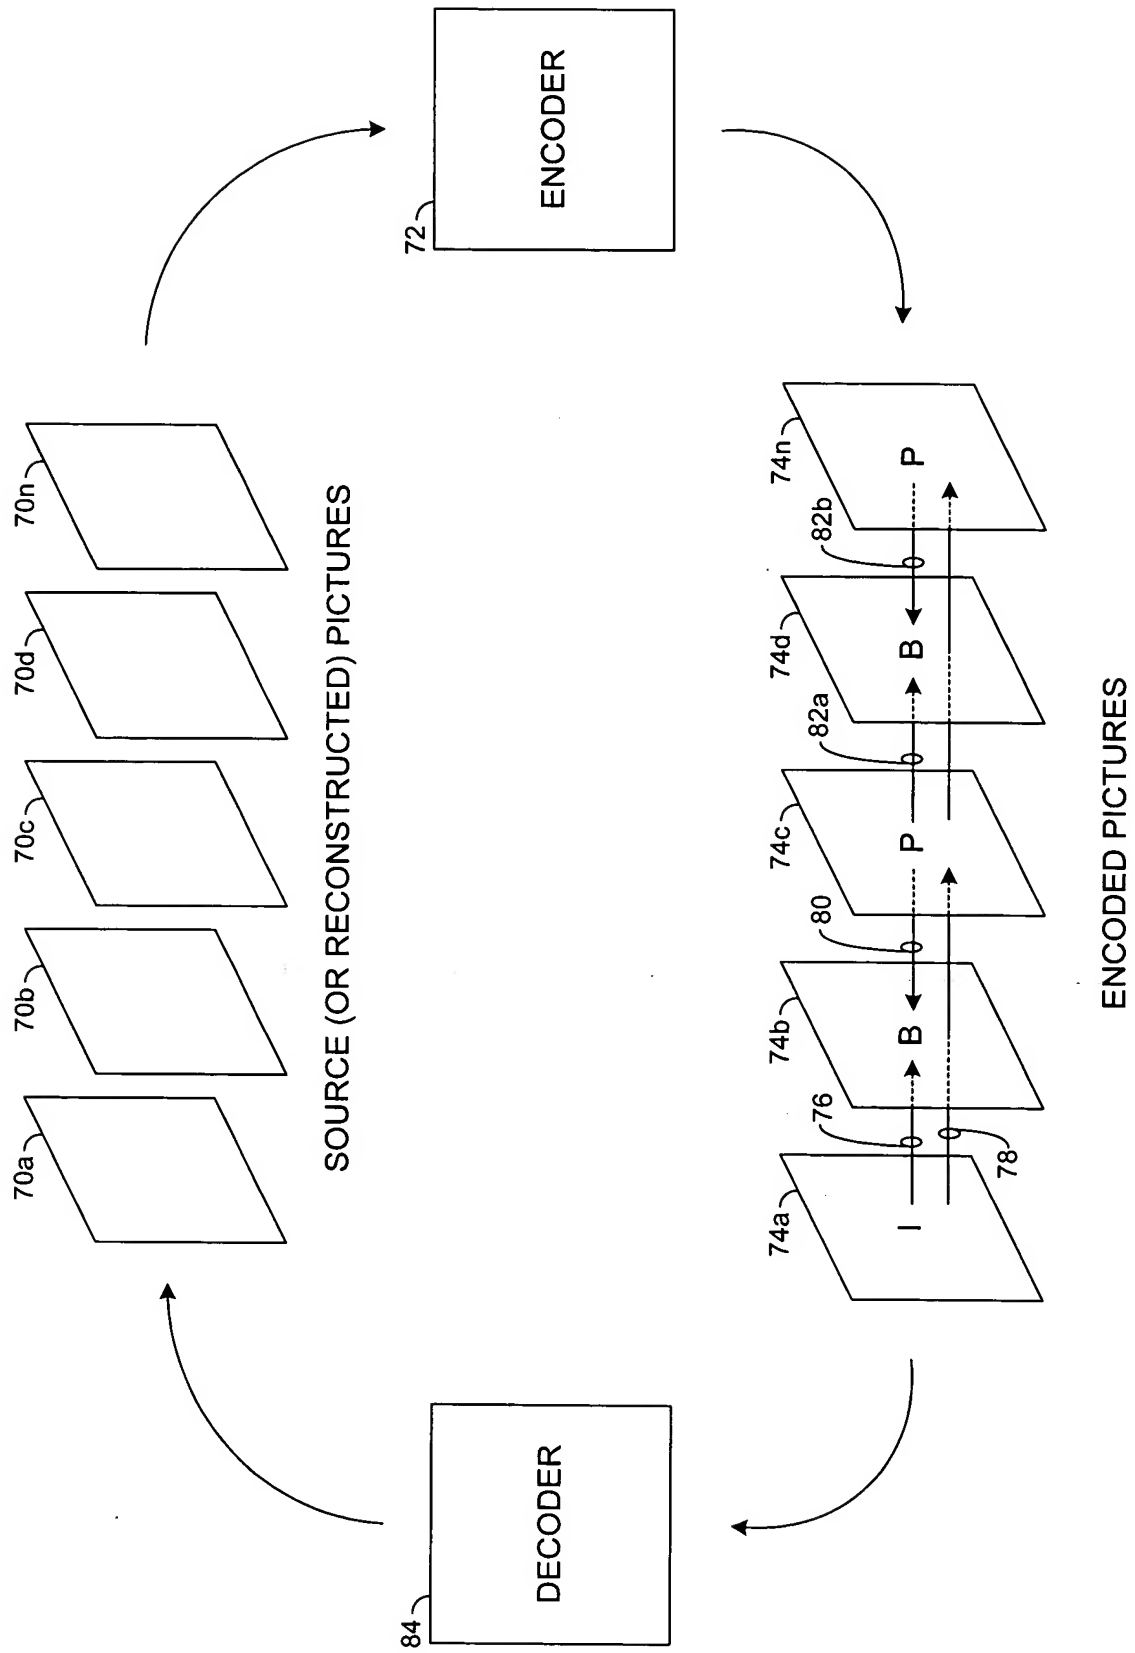 70a
70b
70c
70d
70n
SOURCE (OR RECONSTRUCTED) PICTURES
84
DECODER
72
ENCODER
74a
74b
74c
74d
74n
76
80
82a
82b
I
B
P
B
P
78
ENCODED PICTURES